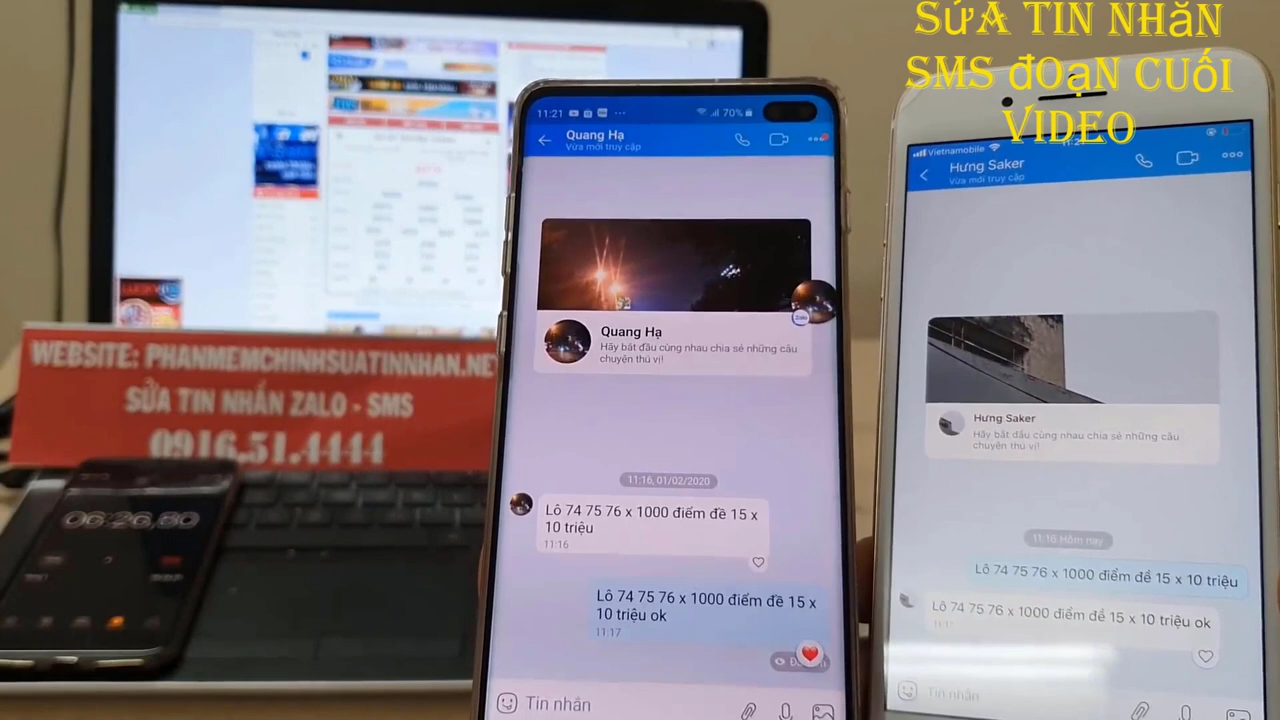 SỬA TIN NHẮN
SMS ĐOẠN CUỐI
VIDEO
WEBSITE: PHANMEMCHINHSUATINNHAN.NET
SỬA TIN NHẮN ZALO - SMS
0916.51.4444
06:26,80
11:21
70%
Quang Hạ
Vừa mới truy cập
Quang Hạ
Hãy bắt đầu cùng nhau chia sẻ những câu
chuyện thú vị!
Zalo
11:16, 01/02/2020
Lô 74 75 76 x 1000 điểm đề 15 x
10 triệu
11:16
Lô 74 75 76 x 1000 điểm đề 15 x
10 triệu ok
11:17
Tin nhắn
Vietnamobile
Hưng Saker
Vừa mới truy cập
Hưng Saker
Hãy bắt đầu cùng nhau chia sẻ những câu
chuyện thú vị!
11:16 Hôm nay
Lô 74 75 76 x 1000 điểm đề 15 x 10 triệu
Lô 74 75 76 x 1000 điểm đề 15 x 10 triệu ok
Tin nhắn